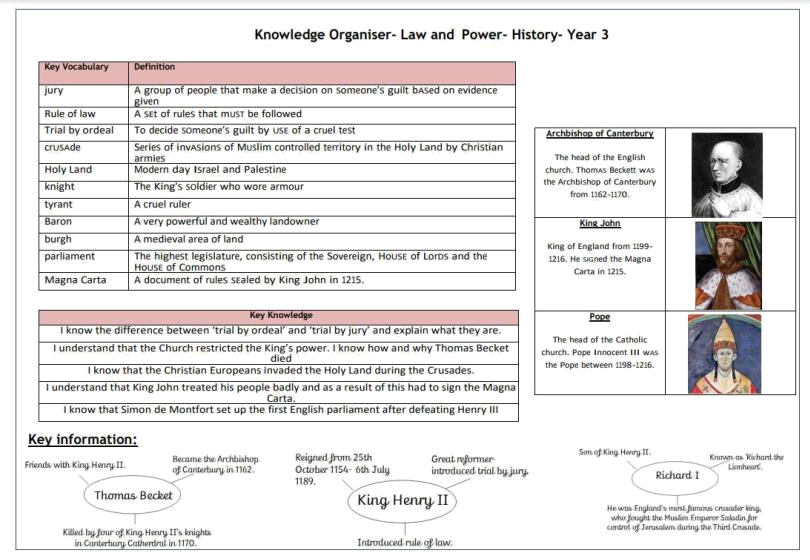 Knowledge Organiser- Law and Power- History- Year 3
Key Vocabulary Definition
jury A group of people that make a decision on someone's guilt based on evidence
given
Rule of law A set of rules that must be followed
Trial by ordeal To decide someone's guilt by use of a cruel test
crusade Series of invasions of Muslim controlled territory in the Holy Land by Christian
armies
Holy Land Modern day Israel and Palestine
knight The King's soldier who wore armour
tyrant A cruel ruler
Baron A very powerful and wealthy landowner
burgh A medieval area of land
parliament The highest legislature, consisting of the Sovereign, House of Lords and the
House of Commons
Magna Carta A document of rules sealed by King John in 1215.
Archbishop of Canterbury
The head of the English
church. Thomas Beckett was
the Archbishop of Canterbury
from 1162-1170.
King John
King of England from 1199-
1216. He signed the Magna
Carta in 1215.
Pope
The head of the Catholic
church. Pope Innocent III was
the Pope between 1198-1216.
Key Knowledge
I know the difference between 'trial by ordeal' and 'trial by jury' and explain what they are.
I understand that the Church restricted the King's power. I know how and why Thomas Becket
died
I know that the Christian Europeans invaded the Holy Land during the Crusades.
I understand that King John treated his people badly and as a result of this had to sign the Magna
Carta.
I know that Simon de Montfort set up the first English parliament after defeating Henry III
Key information:
Friends with King Henry II.
Became the Archbishop
of Canterbury in 1162.
Thomas Becket
Killed by four of King Henry II's knights
in Canterbury Catherdral in 1170.
Reigned from 25th
October 1154- 6th July
1189.
Great reformer-
introduced trial by jury.
King Henry II
Introduced rule of law.
Son of King Henry II.
Known as 'Richard the
Lionheart'.
Richard I
He was England's most famous crusader king,
who fought the Muslim Emperor Saladin for
control of Jerusalem during the Third Crusade.